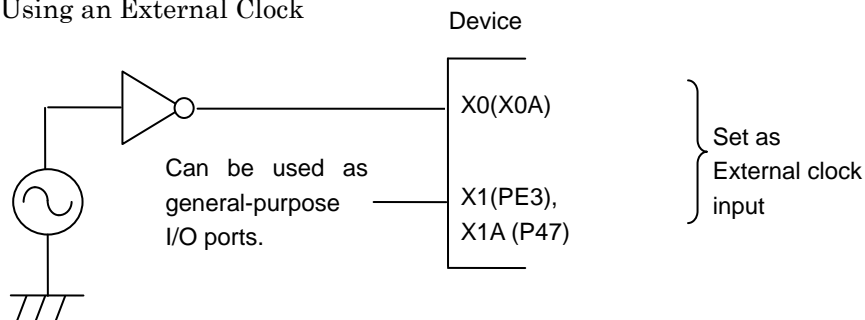 Using an External Clock
Device
X0(X0A)
Can be used as
general-purpose
I/O ports.
X1(PE3),
X1A (P47)
Set as
External clock
input